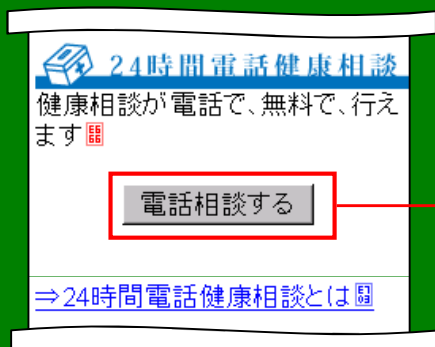 24時間電話健康相談
健康相談が電話で、無料で、行え
ます
電話相談する
⇒24時間電話健康相談とは